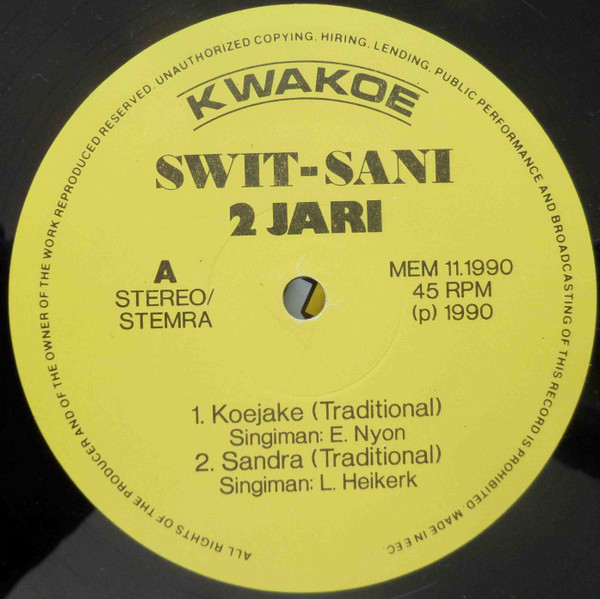 ALL RIGHTS OF THE PRODUCER AND OF THE OWNER OF THE WORK REPRODUCED RESERVED. UNAUTHORIZED COPYING. HIRING. LENDING. PUBLIC PERFORMANCE AND BROADCASTING OF THIS RECORD IS PROHIBITED. MADE IN EEC.
KWAKOE
SWIT-SANI
2 JARI
A
STEREO/
STEMRA
MEM 11.1990
45 RPM
(p) 1990
1. Koejake (Traditional)
Singiman: E. Nyon
2. Sandra (Traditional)
Singiman: L. Heikerk